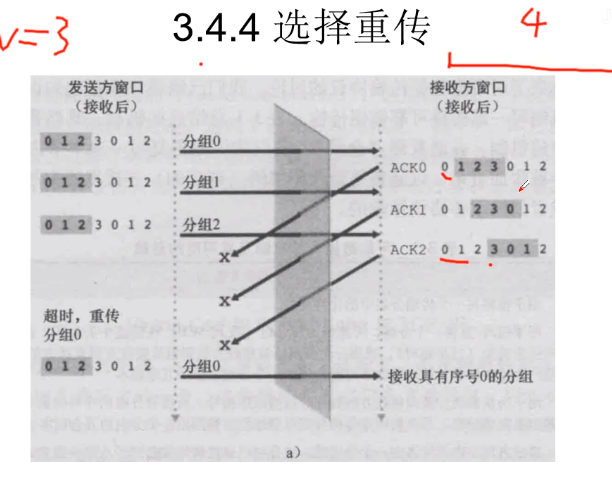 N=3
3.4.4 选择重传
4
发送方窗口
（接收后）
接收方窗口
（接收后）
0 1 2 3 0 1 2
分组0
ACK0
0 1 2 3 0 1 2
0 1 2 3 0 1 2
分组1
ACK1
0 1 2 3 0 1 2
0 1 2 3 0 1 2
分组2
ACK2
0 1 2 3 0 1 2
x
x
x
超时，重传
分组0
0 1 2 3 0 1 2
分组0
接收具有序号0的分组
a）